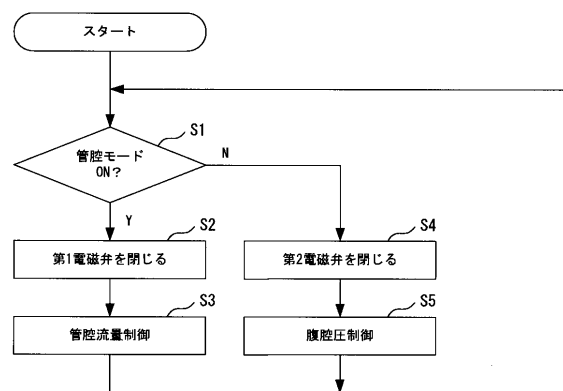 スタート
S1
管腔モード
ON?
N
Y
S2
第1電磁弁を閉じる
S4
第2電磁弁を閉じる
S3
管腔流量制御
S5
腹腔圧制御